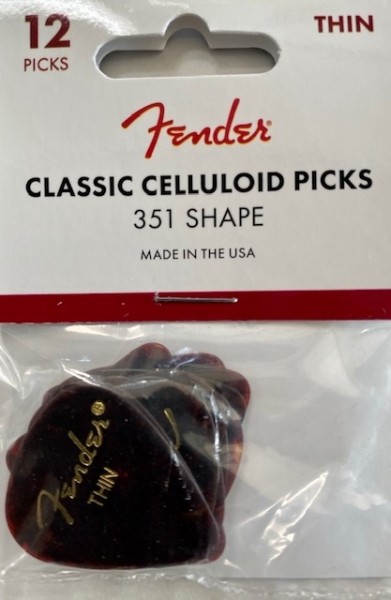 12
PICKS
THIN
Fender®
CLASSIC CELLULOID PICKS
351 SHAPE
MADE IN THE USA
Fender®
THIN